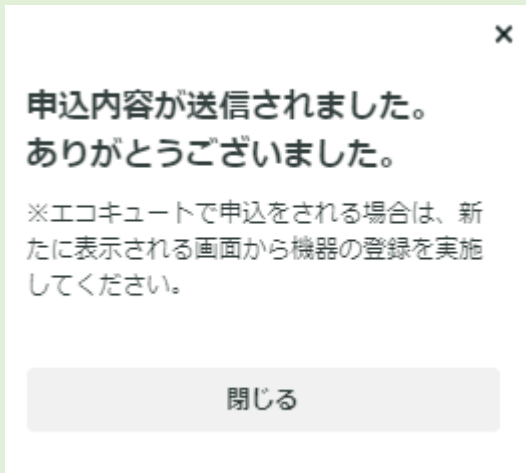 ×
申込内容が送信されました。
ありがとうございました。
※エコキュートで申込をされる場合は、新
たに表示される画面から機器の登録を実施
してください。
閉じる